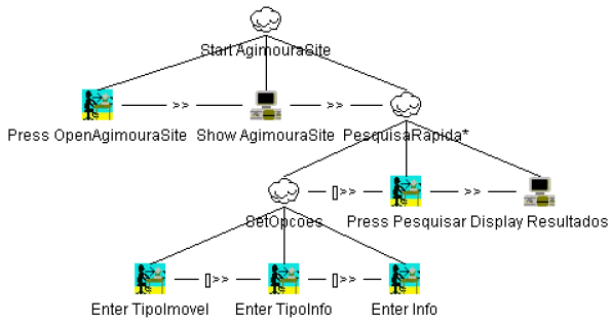 Start AgimouraSite
>> >>
Press OpenAgimouraSite Show AgimouraSite PesquisaRapida*
[]>> >>
SetOpcoes Press Pesquisar Display Resultados
[]>> []>>
Enter TipoImovel Enter TipoInfo Enter Info